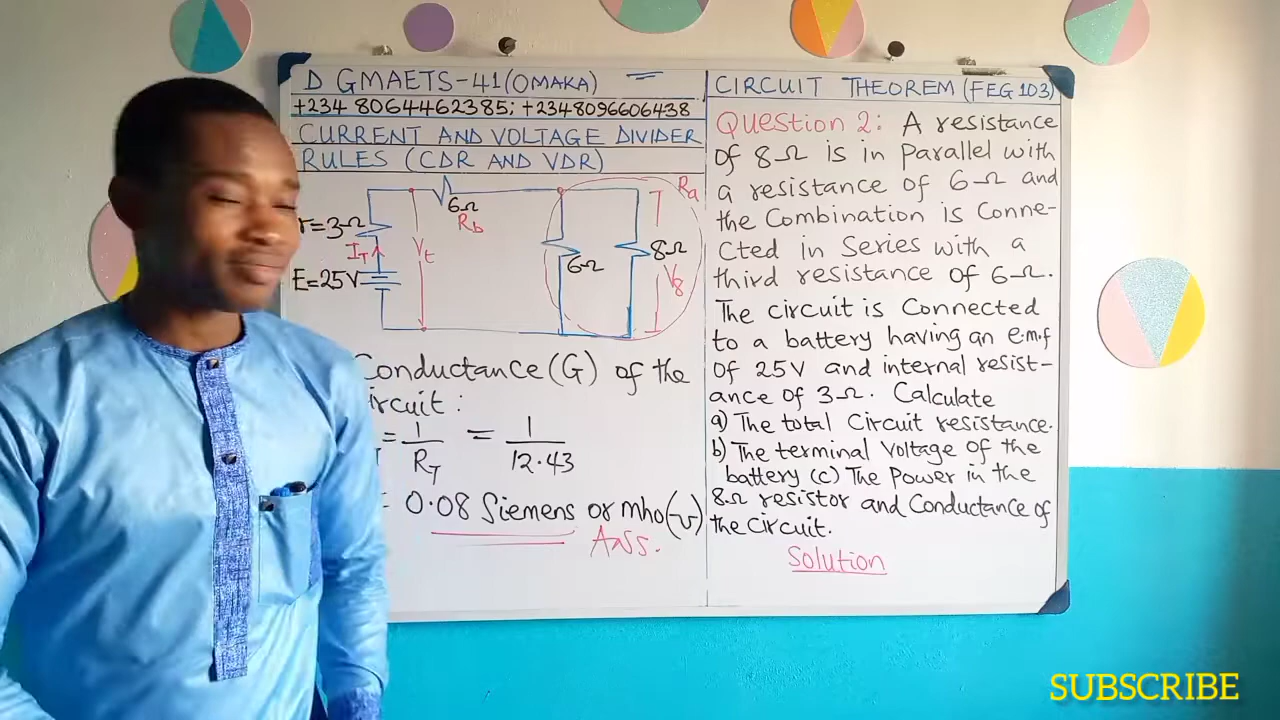 D GMAETS-41(OMAKA)
+234 8064462385; +2348096606438
CURRENT AND VOLTAGE DIVIDER
RULES (CDR AND VDR)
r=3Ω
6Ω
Rb
Ra
IT
Vt
6Ω
8Ω
V8
E=25V
Conductance(G) of the
ircuit:
= 1/RT = 1/12.43
= 0.08 Siemens or mho(℧)
Ans.
CIRCUIT THEOREM (FEG 103)
Question 2: A resistance
of 8Ω is in parallel with
a resistance of 6Ω and
the Combination is Conne-
cted in Series with a
third resistance of 6Ω.
The circuit is Connected
to a battery having an e.m.f
of 25V and internal resist-
ance of 3Ω. Calculate
a) The total Circuit resistance.
b) The terminal Voltage of the
battery (c) The Power in the
8Ω resistor and Conductance of
the Circuit.
Solution
SUBSCRIBE